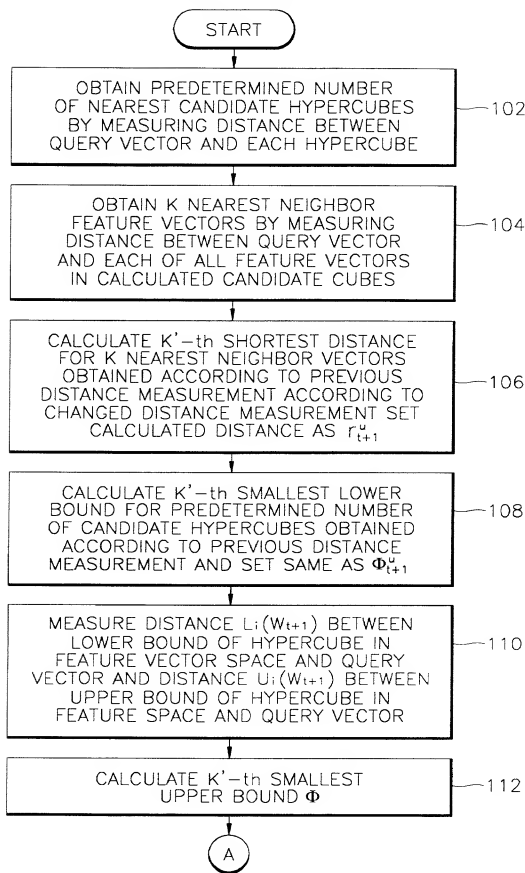 START
OBTAIN PREDETERMINED NUMBER
OF NEAREST CANDIDATE HYPERCUBES
BY MEASURING DISTANCE BETWEEN
QUERY VECTOR AND EACH HYPERCUBE
102
OBTAIN K NEAREST NEIGHBOR
FEATURE VECTORS BY MEASURING
DISTANCE BETWEEN QUERY VECTOR
AND EACH OF ALL FEATURE VECTORS
IN CALCULATED CANDIDATE CUBES
104
CALCULATE K'-th SHORTEST DISTANCE
FOR K NEAREST NEIGHBOR VECTORS
OBTAINED ACCORDING TO PREVIOUS
DISTANCE MEASUREMENT ACCORDING TO
CHANGED DISTANCE MEASUREMENT SET
CALCULATED DISTANCE AS r^u_{t+1}
106
CALCULATE K'-th SMALLEST LOWER
BOUND FOR PREDETERMINED NUMBER
OF CANDIDATE HYPERCUBES OBTAINED
ACCORDING TO PREVIOUS DISTANCE
MEASUREMENT AND SET SAME AS Φ^u_{t+1}
108
MEASURE DISTANCE Li(Wt+1) BETWEEN
LOWER BOUND OF HYPERCUBE IN
FEATURE VECTOR SPACE AND QUERY
VECTOR AND DISTANCE Ui(Wt+1) BETWEEN
UPPER BOUND OF HYPERCUBE IN
FEATURE SPACE AND QUERY VECTOR
110
CALCULATE K'-th SMALLEST
UPPER BOUND Φ
112
A